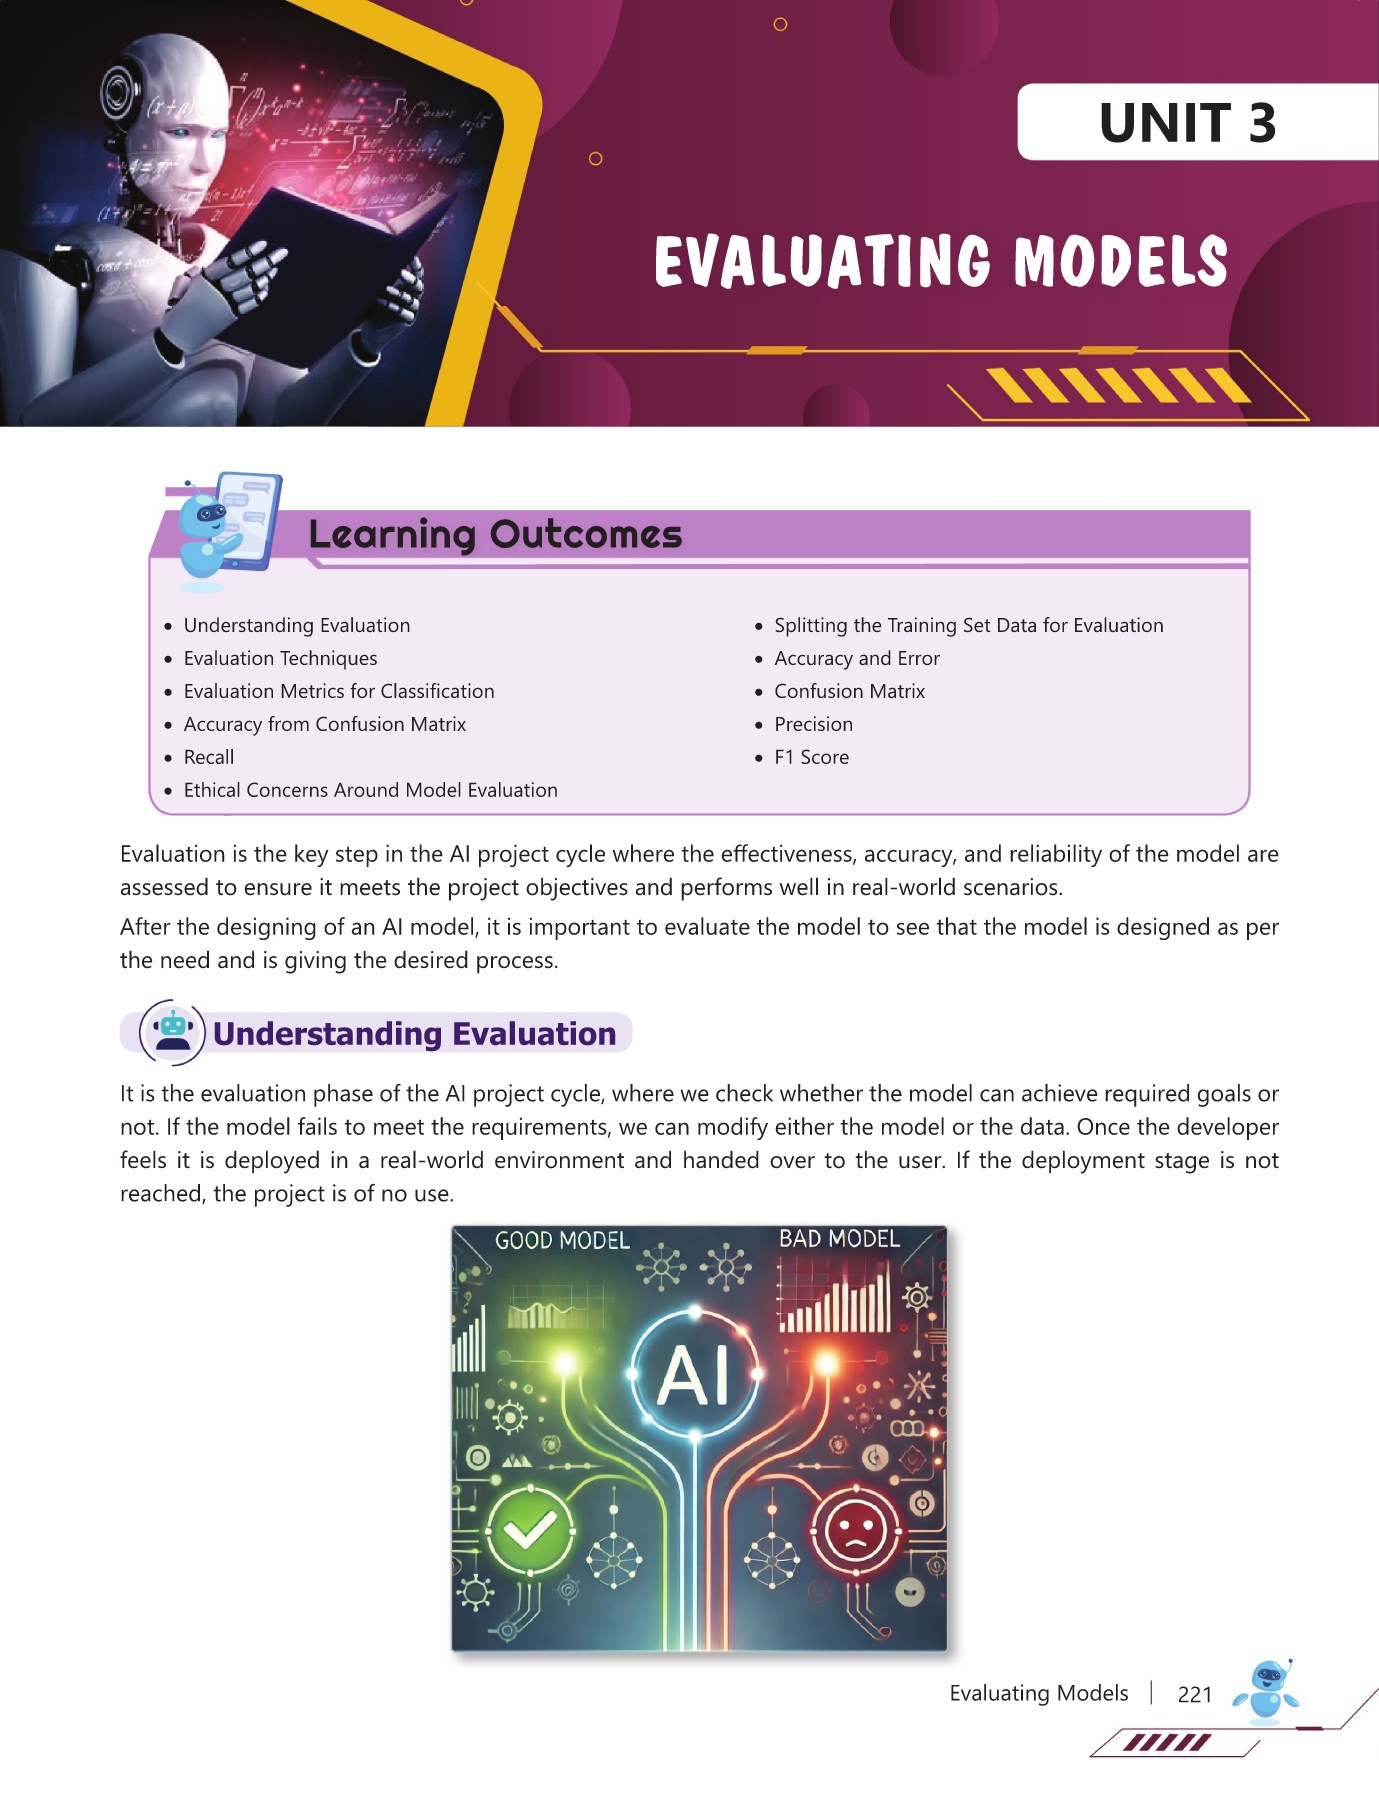 UNIT 3
EVALUATING MODELS
Learning Outcomes
• Understanding Evaluation
• Evaluation Techniques
• Evaluation Metrics for Classification
• Accuracy from Confusion Matrix
• Recall
• Ethical Concerns Around Model Evaluation
• Splitting the Training Set Data for Evaluation
• Accuracy and Error
• Confusion Matrix
• Precision
• F1 Score
Evaluation is the key step in the AI project cycle where the effectiveness, accuracy, and reliability of the model are
assessed to ensure it meets the project objectives and performs well in real-world scenarios.
After the designing of an AI model, it is important to evaluate the model to see that the model is designed as per
the need and is giving the desired process.
Understanding Evaluation
It is the evaluation phase of the AI project cycle, where we check whether the model can achieve required goals or
not. If the model fails to meet the requirements, we can modify either the model or the data. Once the developer
feels it is deployed in a real-world environment and handed over to the user. If the deployment stage is not
reached, the project is of no use.
GOOD MODEL
BAD MODEL
AI
Evaluating Models
221